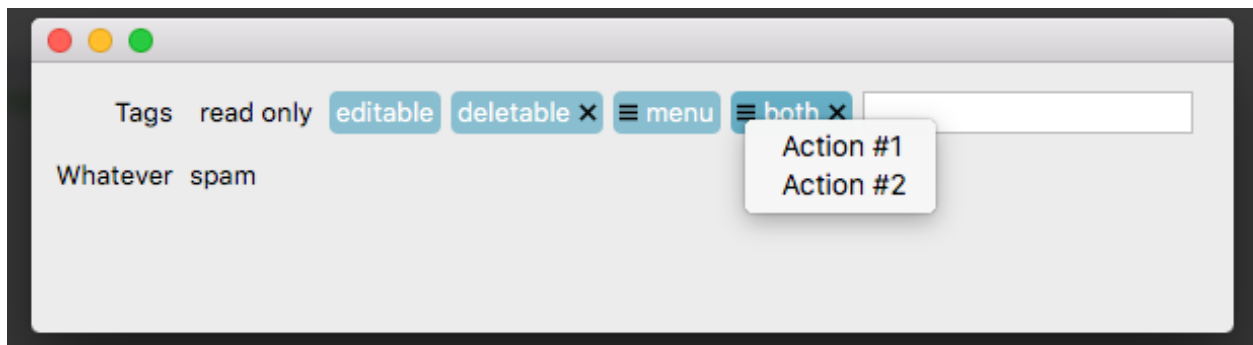 Tags read only editable deletable × ≡ menu ≡ both ×
Action #1
Whatever spam
Action #2